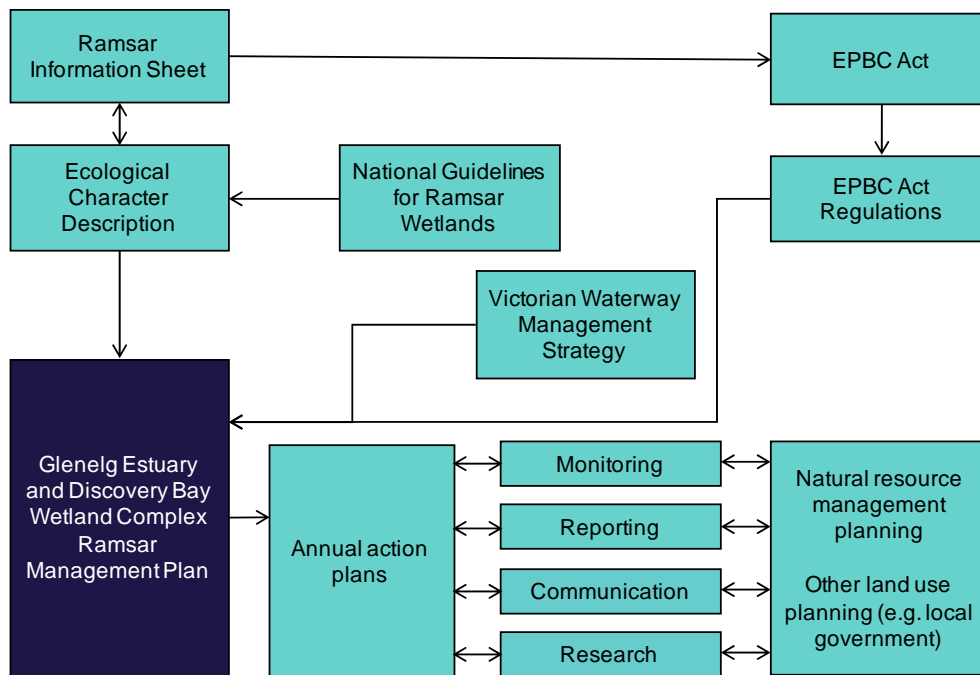 Ramsar
Information Sheet
EPBC Act
Ecological
Character
Description
National Guidelines
for Ramsar
Wetlands
EPBC Act
Regulations
Victorian Waterway
Management
Strategy
Glenelg Estuary
and Discovery Bay
Wetland Complex
Ramsar
Management Plan
Annual action
plans
Monitoring
Reporting
Communication
Research
Natural resource
management
planning
Other land use
planning (e.g. local
government)